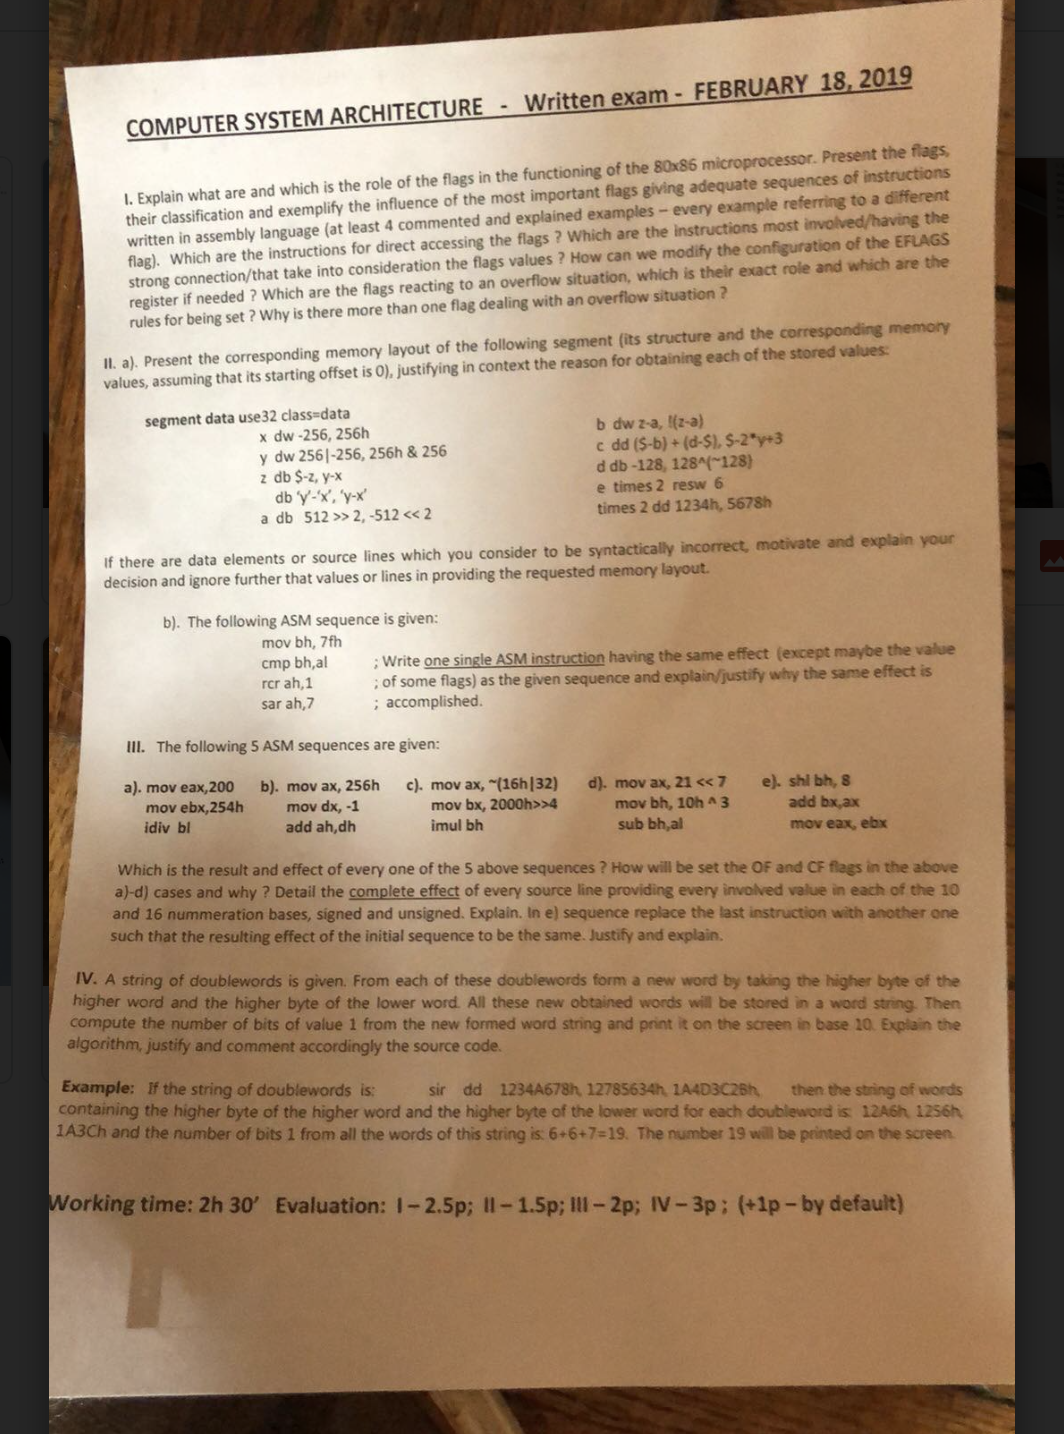 COMPUTER SYSTEM ARCHITECTURE - Written exam - FEBRUARY 18, 2019
I. Explain what are and which is the role of the flags in the functioning of the 80x86 microprocessor. Present the flags,
their classification and exemplify the influence of the most important flags giving adequate sequences of instructions
written in assembly language (at least 4 commented and explained examples – every example referring to a different
flag). Which are the instructions for direct accessing the flags ? Which are the instructions most involved/having the
strong connection/that take into consideration the flags values ? How can we modify the configuration of the EFLAGS
register if needed ? Which are the flags reacting to an overflow situation, which is their exact role and which are the
rules for being set ? Why is there more than one flag dealing with an overflow situation ?
II. a). Present the corresponding memory layout of the following segment (its structure and the corresponding memory
values, assuming that its starting offset is 0), justifying in context the reason for obtaining each of the stored values:
segment data use32 class=data
x dw -256, 256h
y dw 256|-256, 256h & 256
z db $-z, y-x
db 'y'-'x', 'y-x'
a db 512 >> 2, -512 << 2
b dw z-a, !(z-a)
c dd ($-b) + (d-$), $-2*y+3
d db -128, 128^(~128)
e times 2 resw 6
times 2 dd 1234h, 5678h
If there are data elements or source lines which you consider to be syntactically incorrect, motivate and explain your
decision and ignore further that values or lines in providing the requested memory layout.
b). The following ASM sequence is given:
mov bh, 7fh
cmp bh,al ; Write one single ASM instruction having the same effect (except maybe the value
rcr ah,1 ; of some flags) as the given sequence and explain/justify why the same effect is
sar ah,7 ; accomplished.
III. The following 5 ASM sequences are given:
a). mov eax,200 b). mov ax, 256h c). mov ax, ~(16h|32) d). mov ax, 21 << 7 e). shl bh, 8
mov ebx,254h mov dx, -1 mov bx, 2000h>>4 mov bh, 10h ^ 3 add bx,ax
idiv bl add ah,dh imul bh sub bh,al mov eax, ebx
Which is the result and effect of every one of the 5 above sequences ? How will be set the OF and CF flags in the above
a)-d) cases and why ? Detail the complete effect of every source line providing every involved value in each of the 10
and 16 nummeration bases, signed and unsigned. Explain. In e) sequence replace the last instruction with another one
such that the resulting effect of the initial sequence to be the same. Justify and explain.
IV. A string of doublewords is given. From each of these doublewords form a new word by taking the higher byte of the
higher word and the higher byte of the lower word. All these new obtained words will be stored in a word string. Then
compute the number of bits of value 1 from the new formed word string and print it on the screen in base 10. Explain the
algorithm, justify and comment accordingly the source code.
Example: If the string of doublewords is: sir dd 1234A678h, 12785634h, 1A4D3C2Bh, then the string of words
containing the higher byte of the higher word and the higher byte of the lower word for each doubleword is: 12A6h, 1256h,
1A3Ch and the number of bits 1 from all the words of this string is: 6+6+7=19. The number 19 will be printed on the screen.
Working time: 2h 30' Evaluation: I – 2.5p; II – 1.5p; III – 2p; IV – 3p ; (+1p – by default)